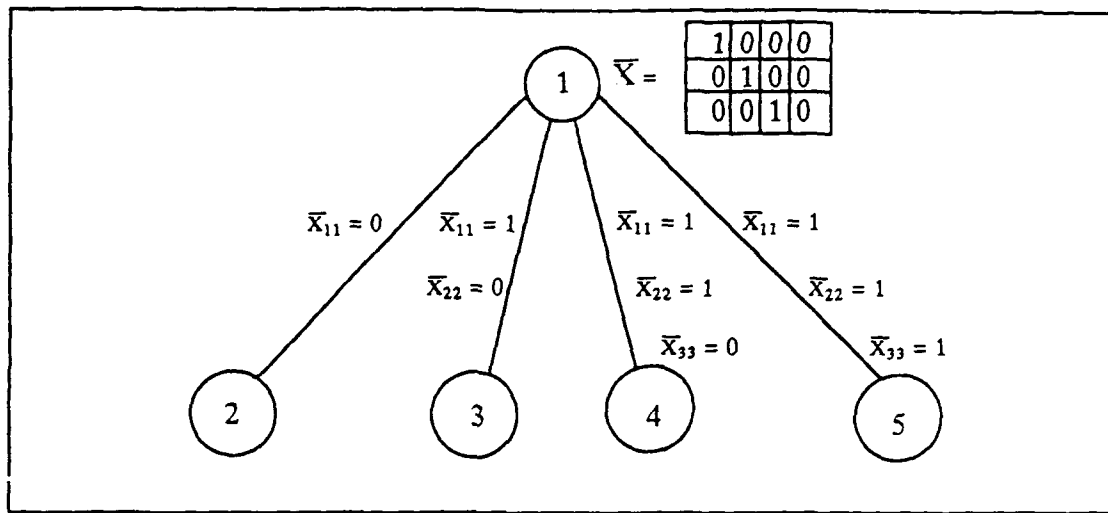 1 0 0 0
1 X̅ = 0 1 0 0
0 0 1 0
X̅₁₁ = 0 X̅₁₁ = 1 X̅₁₁ = 1 X̅₁₁ = 1
X̅₂₂ = 0 X̅₂₂ = 1 X̅₂₂ = 1
X̅₃₃ = 0 X̅₃₃ = 1
2 3 4 5